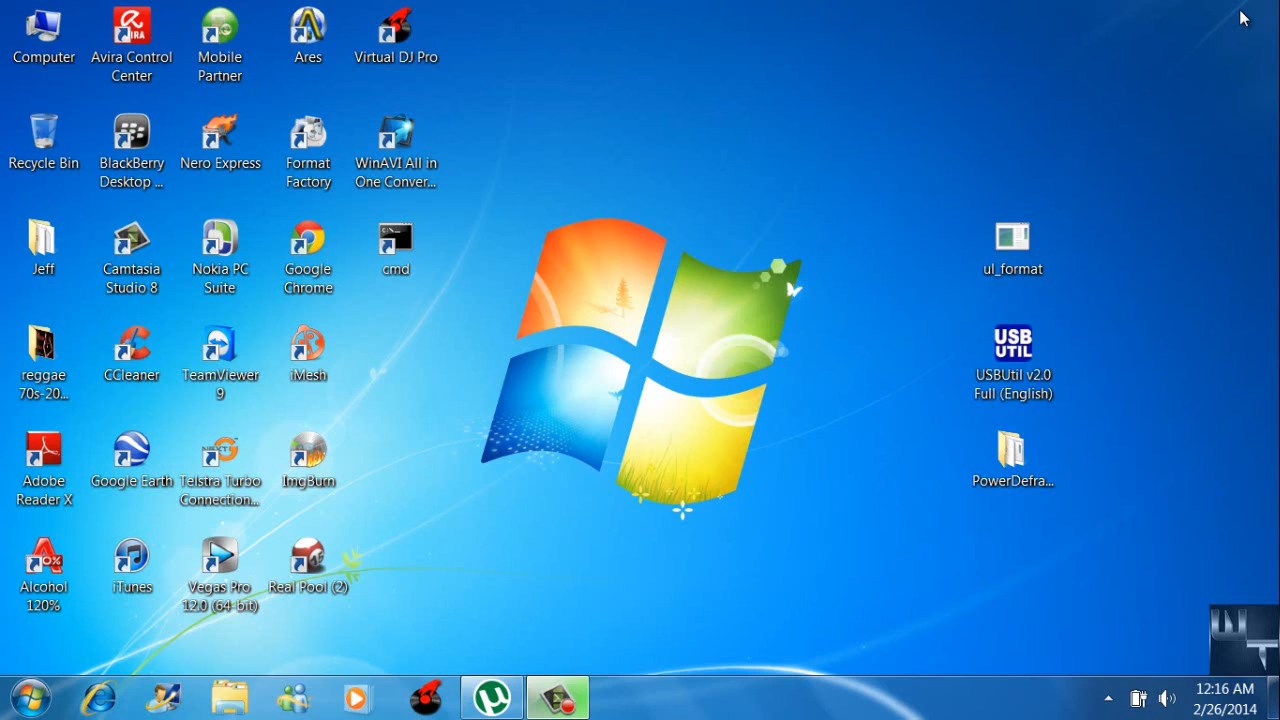 Computer
Avira Control
Center
Mobile
Partner
Ares
Virtual DJ Pro
Recycle Bin
BlackBerry
Desktop ...
Nero Express
Format
Factory
WinAVI All in
One Conver...
Jeff
Camtasia
Studio 8
Nokia PC
Suite
Google
Chrome
cmd
ul_format
reggae
70s-20...
CCleaner
TeamViewer
9
iMesh
USB
UTIL
USBUtil v2.0
Full (English)
Adobe
Reader X
Google Earth
Telstra Turbo
Connection...
ImgBurn
PowerDefra...
Alcohol
120%
iTunes
Vegas Pro
12.0 (64-bit)
Real Pool (2)
12:16 AM
2/26/2014